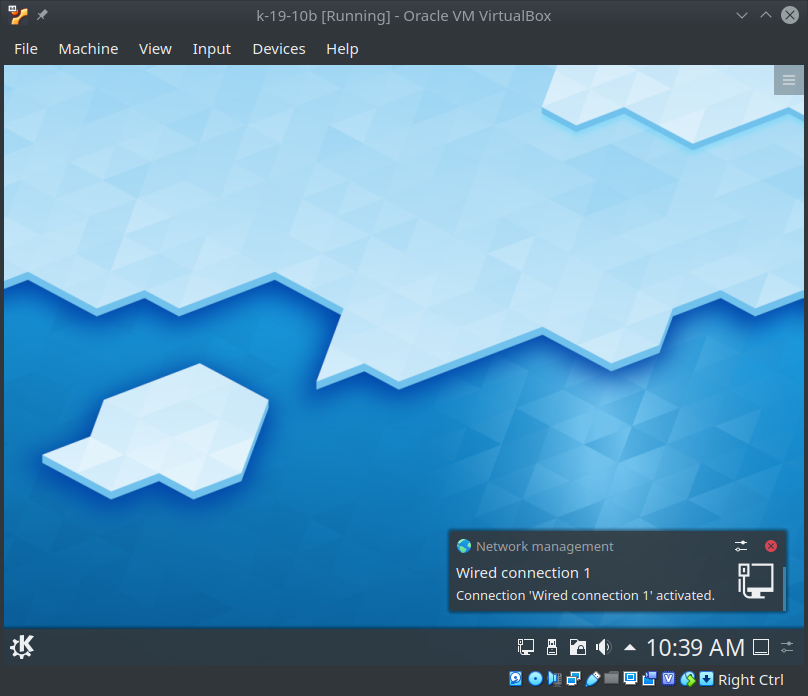 k-19-10b [Running] - Oracle VM VirtualBox
File Machine View Input Devices Help
Network management
Wired connection 1
Connection 'Wired connection 1' activated.
10:39 AM
Right Ctrl